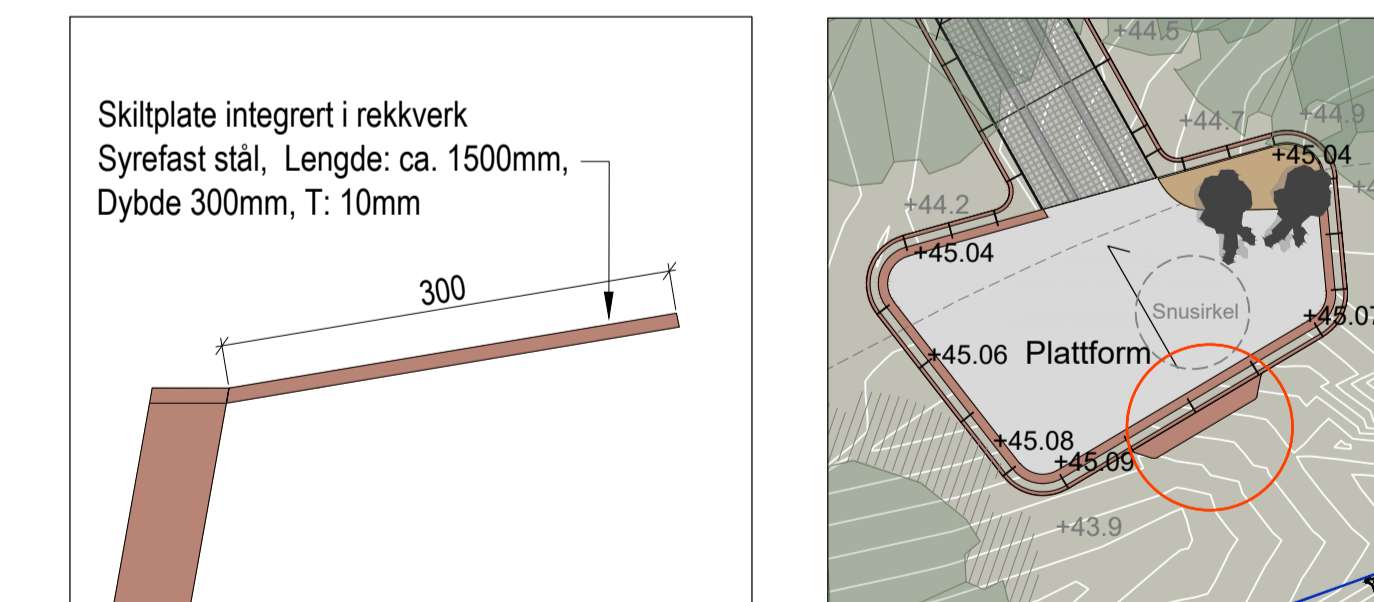 Skiltplate integrert i rekkverk
Syrefast stål, Lengde: ca. 1500mm,
Dybde 300mm, T: 10mm
300
+44.5
+44.7
+44.9
+45.04
+44.2
+45.04
Snusirkel
+45.07
+45.06
Plattform
+45.08
+45.09
+43.9